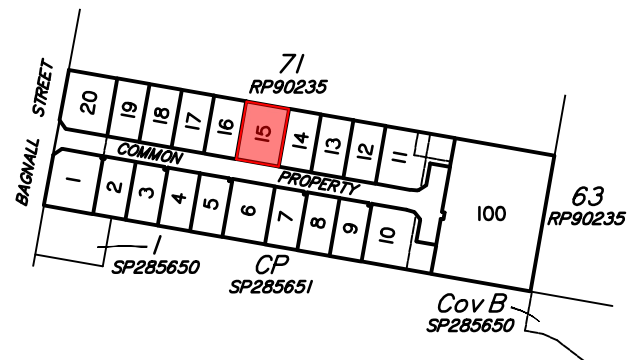 71
RP90235
BAGNALL STREET
20
19
18
17
16
15
14
13
12
11
COMMON PROPERTY
1
2
3
4
5
6
7
8
9
10
100
63
RP90235
1
SP285650
CP
SP285651
Cov B
SP285650